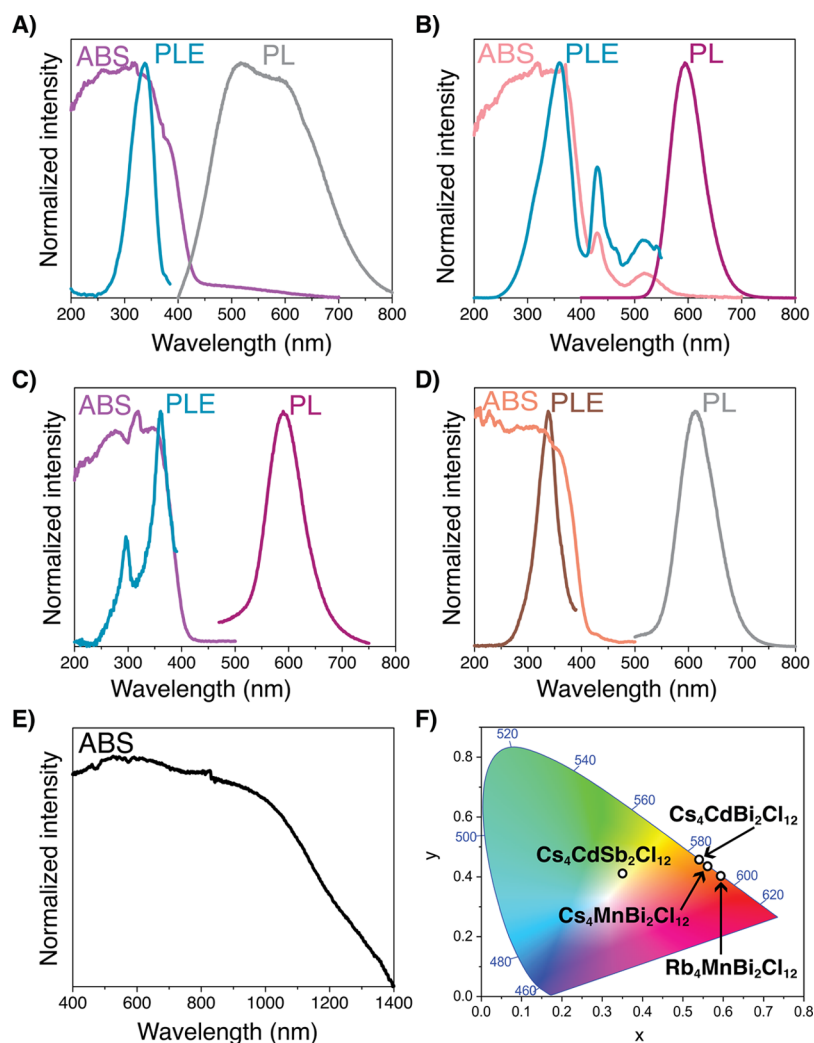 A)
ABS PLE PL
Normalized intensity
200 300 400 500 600 700 800
Wavelength (nm)
B)
ABS PLE PL
Normalized intensity
200 300 400 500 600 700 800
Wavelength (nm)
C)
ABS PLE PL
Normalized intensity
200 300 400 500 600 700 800
Wavelength (nm)
D)
ABS PLE PL
Normalized intensity
200 300 400 500 600 700 800
Wavelength (nm)
E)
ABS
Normalized intensity
400 600 800 1000 1200 1400
Wavelength (nm)
F)
0.8
0.6
0.4
0.2
0.0
y
520
540
560
580
600
620
500
480
460
Cs₄CdBi₂Cl₁₂
Cs₄CdSb₂Cl₁₂
Cs₄MnBi₂Cl₁₂
Rb₄MnBi₂Cl₁₂
0.0 0.1 0.2 0.3 0.4 0.5 0.6 0.7 0.8
x